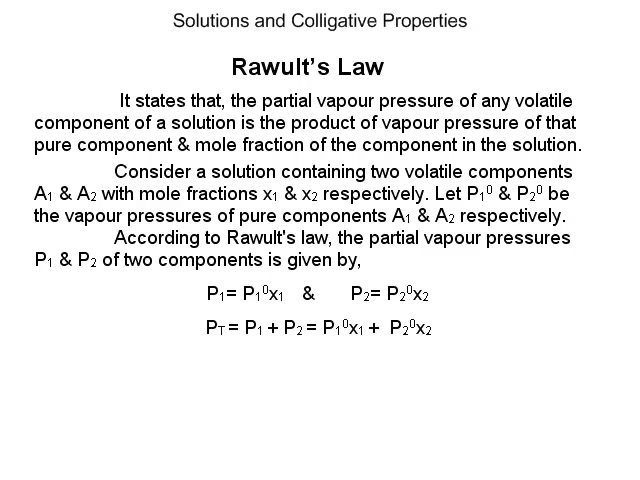 Solutions and Colligative Properties
Rawult’s Law
It states that, the partial vapour pressure of any volatile
component of a solution is the product of vapour pressure of that
pure component & mole fraction of the component in the solution.
Consider a solution containing two volatile components
A₁ & A₂ with mole fractions x₁ & x₂ respectively. Let P₁⁰ & P₂⁰ be
the vapour pressures of pure components A₁ & A₂ respectively.
According to Rawult's law, the partial vapour pressures
P₁ & P₂ of two components is given by,
P₁= P₁⁰x₁ & P₂= P₂⁰x₂
P_T = P₁ + P₂ = P₁⁰x₁ + P₂⁰x₂